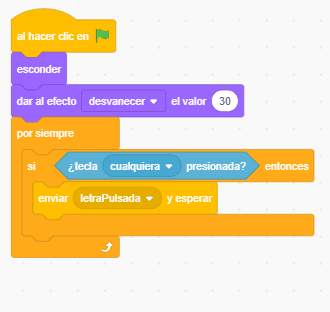 al hacer clic en
esconder
dar al efecto desvanecer el valor 30
por siempre
si ¿tecla cualquiera presionada? entonces
enviar letraPulsada y esperar